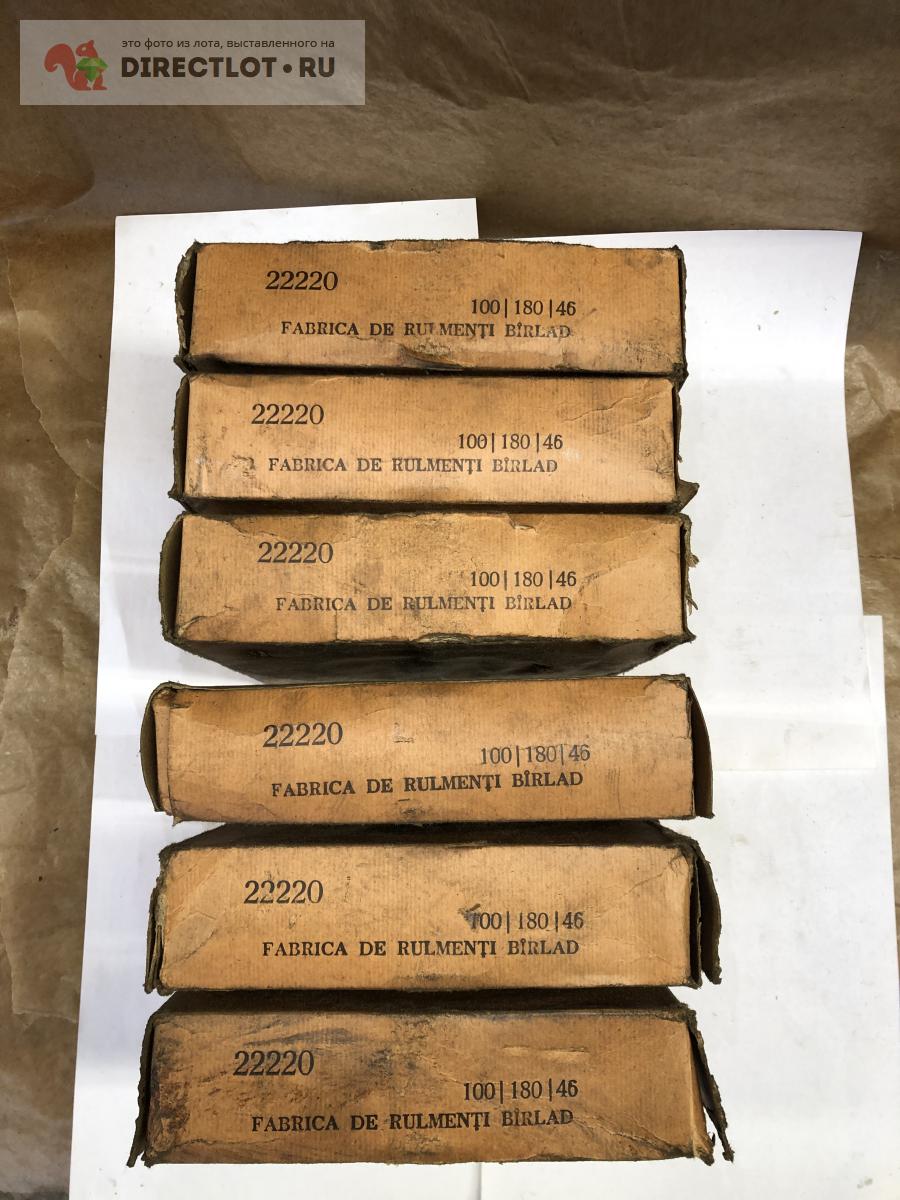 это фото из лота, выставленного на
DIRECTLOT•RU
22220
100|180|46
FABRICA DE RULMENȚI BÎRLAD
22220
100|180|46
FABRICA DE RULMENȚI BÎRLAD
22220
100|180|46
FABRICA DE RULMENȚI BÎRLAD
22220
100|180|46
FABRICA DE RULMENȚI BÎRLAD
22220
100|180|46
FABRICA DE RULMENȚI BÎRLAD
22220
100|180|46
FABRICA DE RULMENȚI BÎRLAD